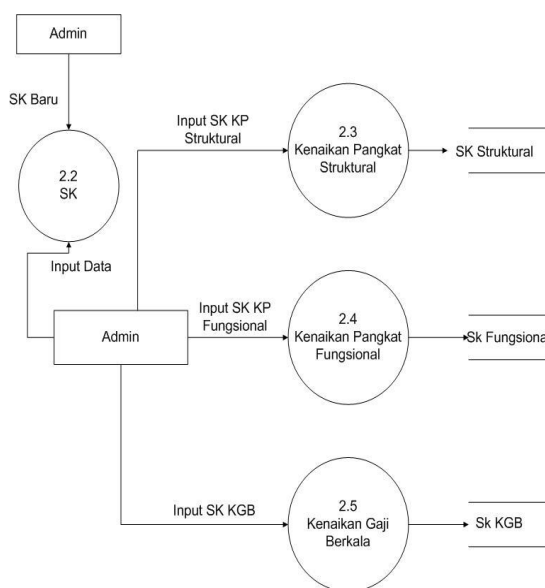 Admin
SK Baru
2.2
SK
Input Data
Admin
Input SK KP
Struktural
2.3
Kenaikan Pangkat
Struktural
SK Struktural
Input SK KP
Fungsional
2.4
Kenaikan Pangkat
Fungsional
Sk Fungsional
Input SK KGB
2.5
Kenaikan Gaji
Berkala
Sk KGB